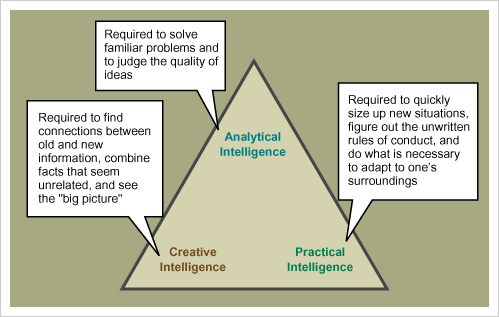 Required to solve
familiar problems and
to judge the quality of
ideas
Required to find
connections between
old and new
information, combine
facts that seem
unrelated, and see
the "big picture"
Required to quickly
size up new situations,
figure out the unwritten
rules of conduct, and
do what is necessary
to adapt to one's
surroundings
Analytical
Intelligence
Creative
Intelligence
Practical
Intelligence